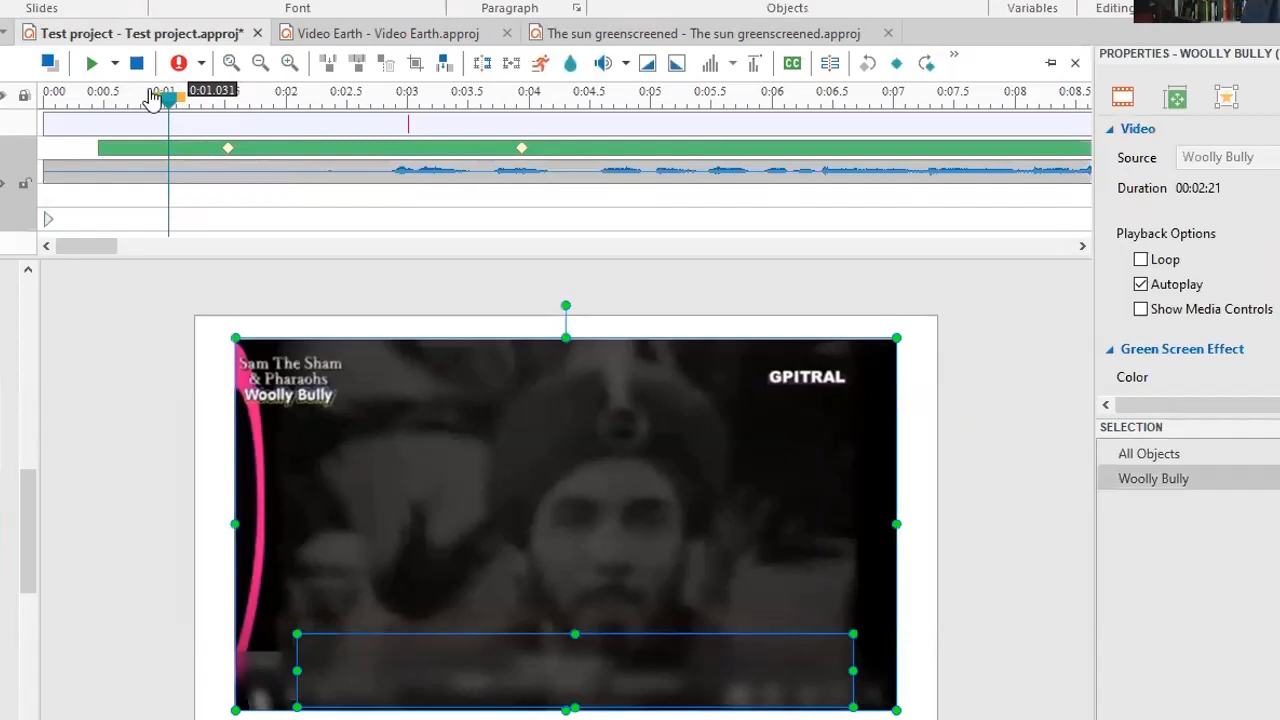 Slides Font Paragraph Objects Variables Editing
Test project - Test project.approj* Video Earth - Video Earth.approj The sun greenscreened - The sun greenscreened.approj
PROPERTIES - WOOLLY BULLY (
CC
0:01.031
0:00 0:00.5 0:01 0:02 0:02.5 0:03 0:03.5 0:04 0:04.5 0:05 0:05.5 0:06 0:06.5 0:07 0:07.5 0:08 0:08.5
Video
Source Woolly Bully
Duration 00:02:21
Playback Options
Loop
Autoplay
Show Media Controls
Green Screen Effect
Color
SELECTION
All Objects
Woolly Bully
Sam The Sham
& Pharaohs
Woolly Bully
GPITRAL